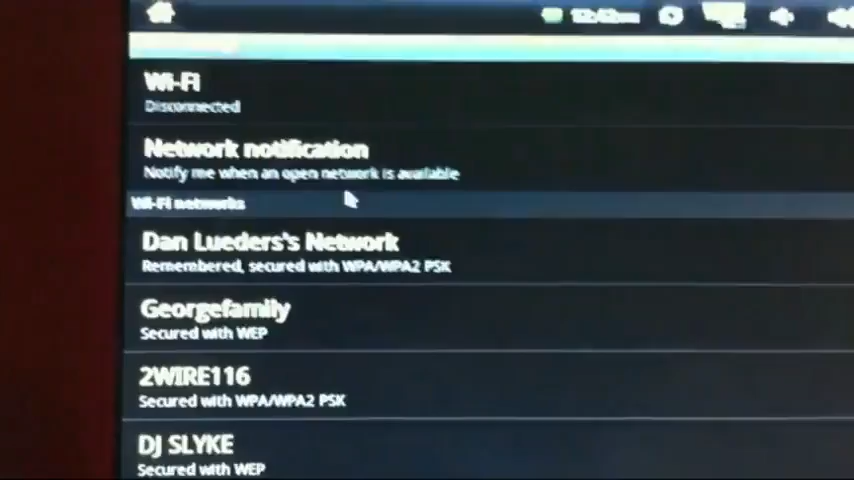 Wi-Fi
Disconnected
Network notification
Notify me when an open network is available
Wi-Fi networks
Dan Lueders's Network
Remembered, secured with WPA/WPA2 PSK
Georgefamily
Secured with WEP
2WIRE116
Secured with WPA/WPA2 PSK
DJ SLYKE
Secured with WEP